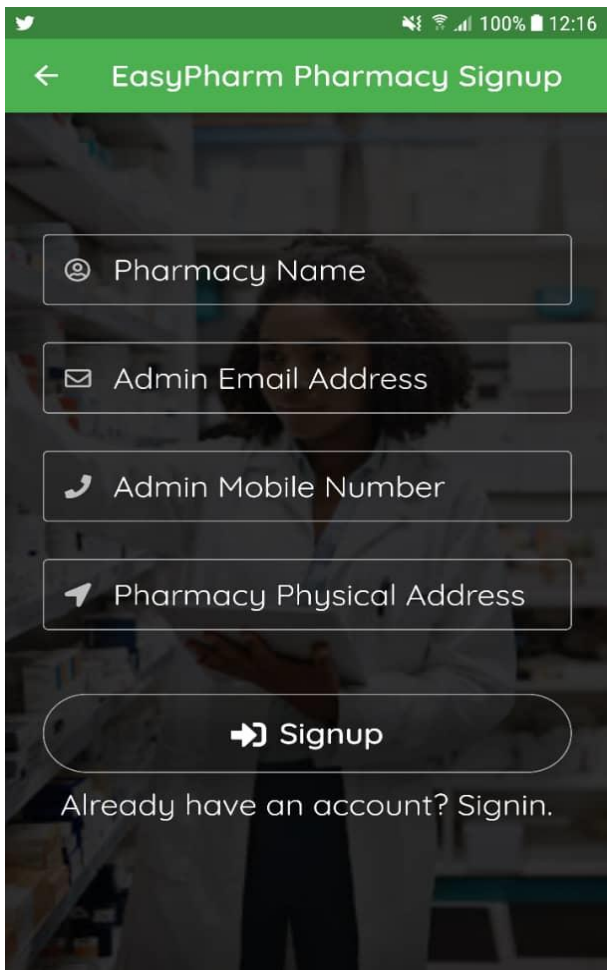 100% 12:16
EasyPharm Pharmacy Signup
Pharmacy Name
Admin Email Address
Admin Mobile Number
Pharmacy Physical Address
Signup
Already have an account? Signin.